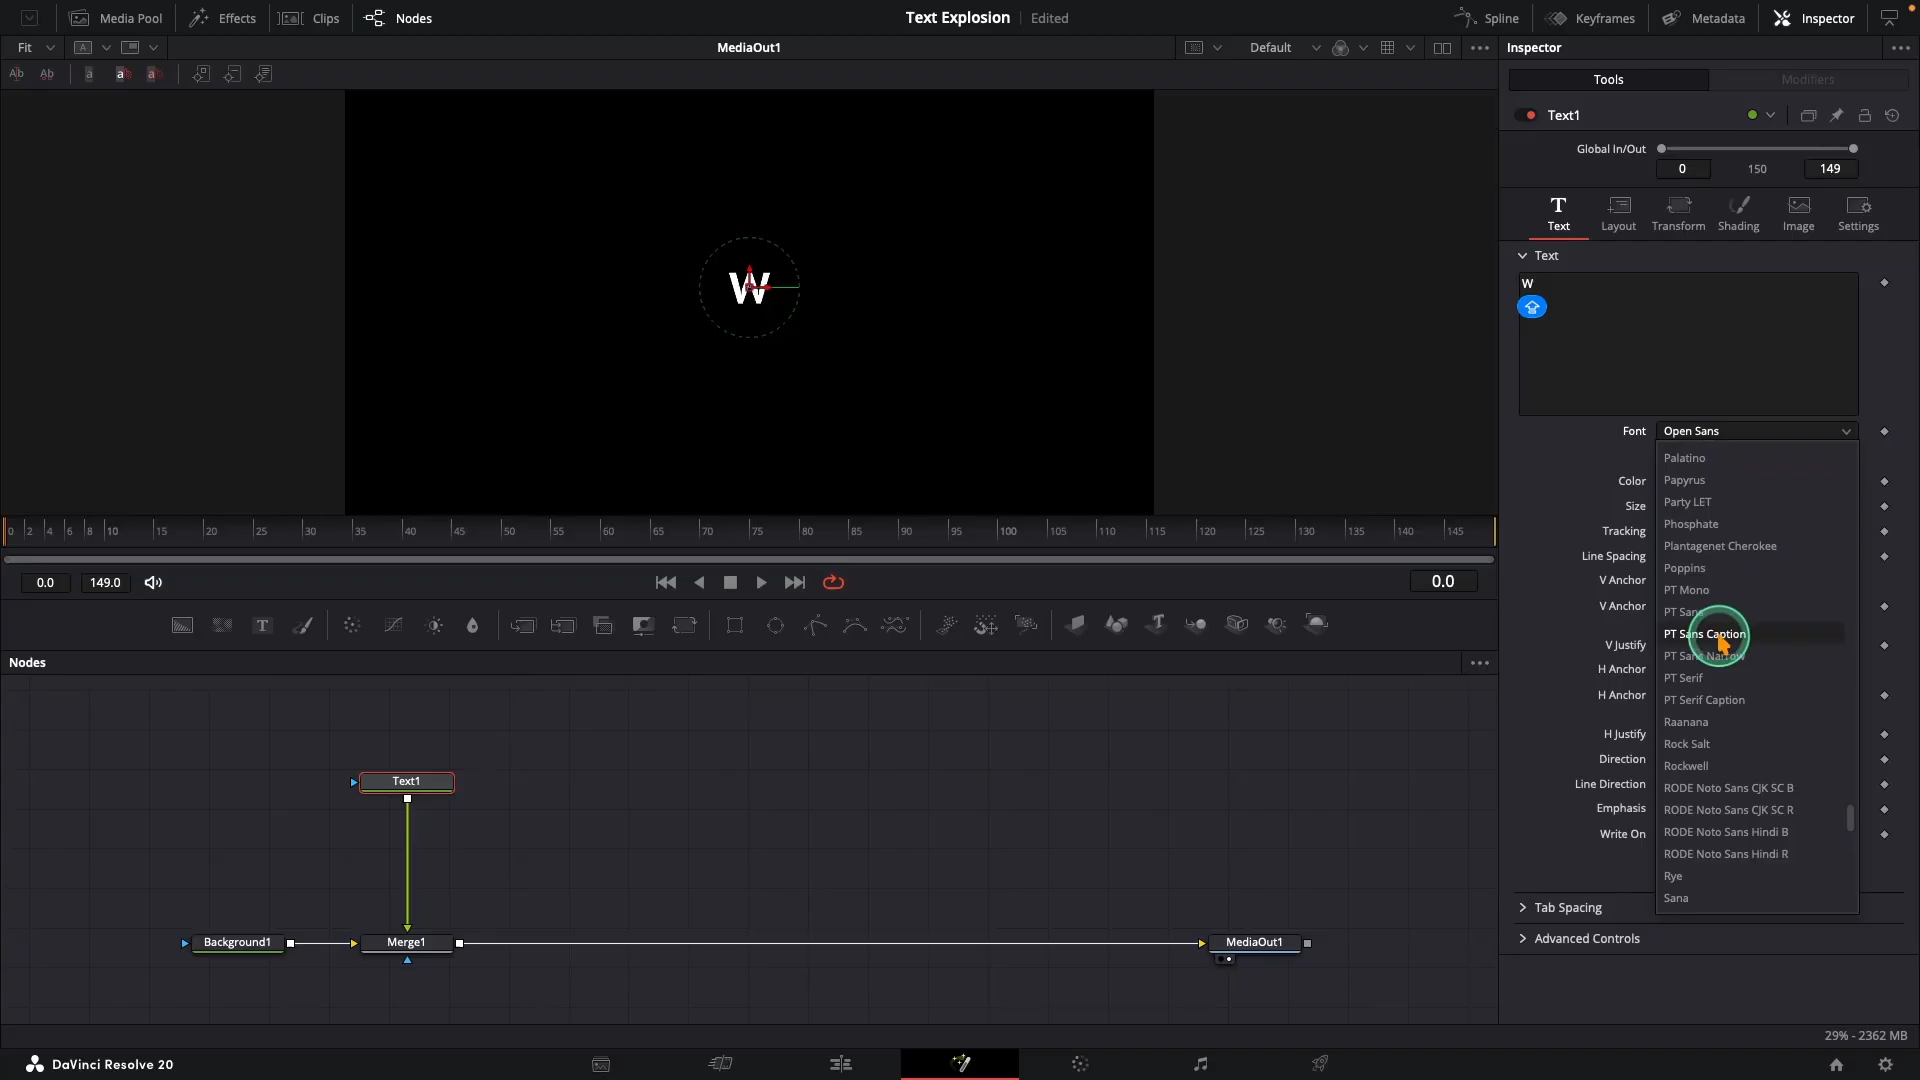 Media Pool
Effects
Clips
Nodes
Text Explosion
Edited
Spline
Keyframes
Metadata
Inspector
Fit
A
MediaOut1
Default
Inspector
Tools
Modifiers
Text1
Global In/Out
0
150
149
Text
Layout
Transform
Shading
Image
Settings
Text
W
W
Font
Open Sans
Palatino
Papyrus
Party LET
Phosphate
Plantagenet Cherokee
Poppins
PT Mono
PT Sans
PT Sans Caption
PT Sans Narrow
PT Serif
PT Serif Caption
Raanana
Rock Salt
Rockwell
RODE Noto Sans CJK SC B
RODE Noto Sans CJK SC R
RODE Noto Sans Hindi B
RODE Noto Sans Hindi R
Rye
Sana
Color
Size
Tracking
Line Spacing
V Anchor
V Anchor
V Justify
H Anchor
H Anchor
H Justify
Direction
Line Direction
Emphasis
Write On
Tab Spacing
Advanced Controls
0 2 4 6 8 10 15 20 25 30 35 40 45 50 55 60 65 70 75 80 85 90 95 100 105 110 115 120 125 130 135 140 145
0.0
149.0
0.0
Nodes
Text1
Background1
Merge1
MediaOut1
29% - 2362 MB
DaVinci Resolve 20